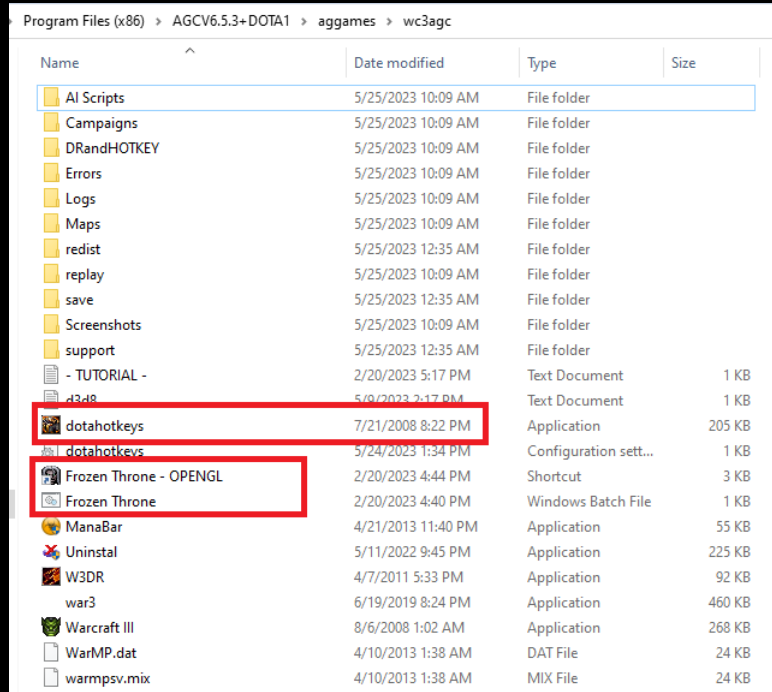 Program Files (x86) > AGCV6.5.3+DOTA1 > aggames > wc3agc
Name Date modified Type Size
AI Scripts 5/25/2023 10:09 AM File folder
Campaigns 5/25/2023 10:09 AM File folder
DRandHOTKEY 5/25/2023 10:09 AM File folder
Errors 5/25/2023 10:09 AM File folder
Logs 5/25/2023 10:09 AM File folder
Maps 5/25/2023 10:09 AM File folder
redist 5/25/2023 12:35 AM File folder
replay 5/25/2023 10:09 AM File folder
save 5/25/2023 12:35 AM File folder
Screenshots 5/25/2023 10:09 AM File folder
support 5/25/2023 12:35 AM File folder
- TUTORIAL - 2/20/2023 5:17 PM Text Document 1 KB
d3d8 5/9/2023 2:17 PM Text Document 1 KB
dotahotkeys 7/21/2008 8:22 PM Application 205 KB
dotahotkeys 5/24/2023 1:34 PM Configuration sett... 1 KB
Frozen Throne - OPENGL 2/20/2023 4:44 PM Shortcut 3 KB
Frozen Throne 2/20/2023 4:40 PM Windows Batch File 1 KB
ManaBar 4/21/2013 11:40 PM Application 55 KB
Uninstal 5/11/2022 9:45 PM Application 225 KB
W3DR 4/7/2011 5:33 PM Application 92 KB
war3 6/19/2019 8:24 PM Application 460 KB
Warcraft III 8/6/2008 1:02 AM Application 268 KB
WarMP.dat 4/10/2013 1:38 AM DAT File 24 KB
warmpsv.mix 4/10/2013 1:38 AM MIX File 24 KB